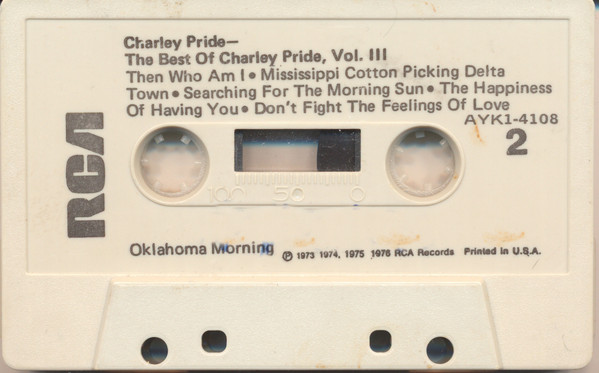 Charley Pride—
The Best Of Charley Pride, Vol. III
Then Who Am I • Mississippi Cotton Picking Delta
Town • Searching For The Morning Sun • The Happiness
Of Having You • Don't Fight The Feelings Of Love
AYK1-4108
2
RCA
100 50 0
Oklahoma Morning ℗ 1973 1974, 1975 1976 RCA Records Printed in U.S.A.